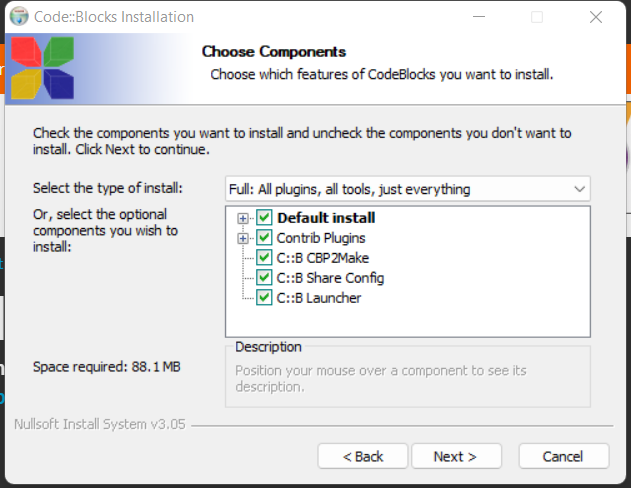 Code::Blocks Installation
Choose Components
Choose which features of CodeBlocks you want to install.
Check the components you want to install and uncheck the components you don't want to
install. Click Next to continue.
Select the type of install:
Full: All plugins, all tools, just everything
Or, select the optional
components you wish to
install:
Default install
Contrib Plugins
C::B CBP2Make
C::B Share Config
C::B Launcher
Space required: 88.1 MB
Description
Position your mouse over a component to see its
description.
Nullsoft Install System v3.05
< Back
Next >
Cancel